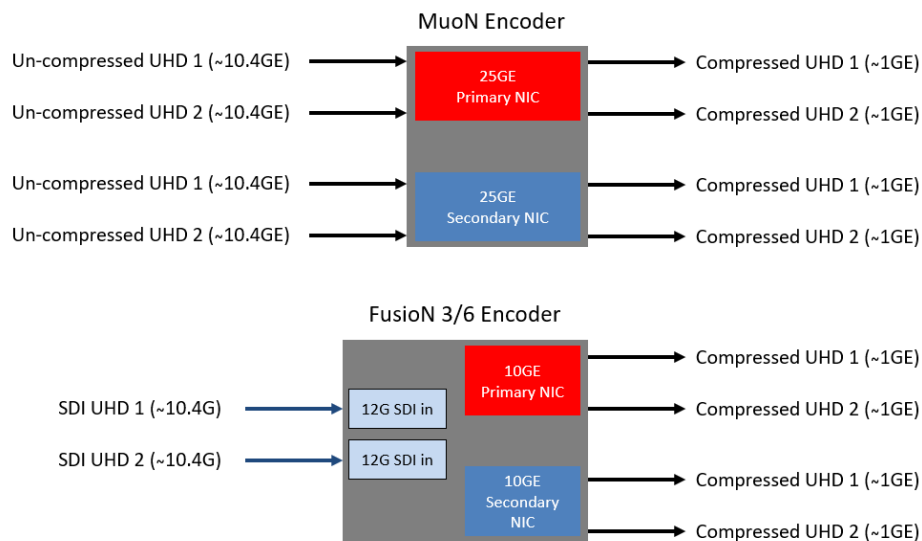 MuoN Encoder
Un-compressed UHD 1 (~10.4GE)
25GE
Primary NIC
Compressed UHD 1 (~1GE)
Un-compressed UHD 2 (~10.4GE)
Compressed UHD 2 (~1GE)
Un-compressed UHD 1 (~10.4GE)
25GE
Secondary NIC
Compressed UHD 1 (~1GE)
Un-compressed UHD 2 (~10.4GE)
Compressed UHD 2 (~1GE)
FusioN 3/6 Encoder
10GE
Primary NIC
Compressed UHD 1 (~1GE)
SDI UHD 1 (~10.4G)
12G SDI in
Compressed UHD 2 (~1GE)
SDI UHD 2 (~10.4G)
12G SDI in
10GE
Secondary
NIC
Compressed UHD 1 (~1GE)
Compressed UHD 2 (~1GE)